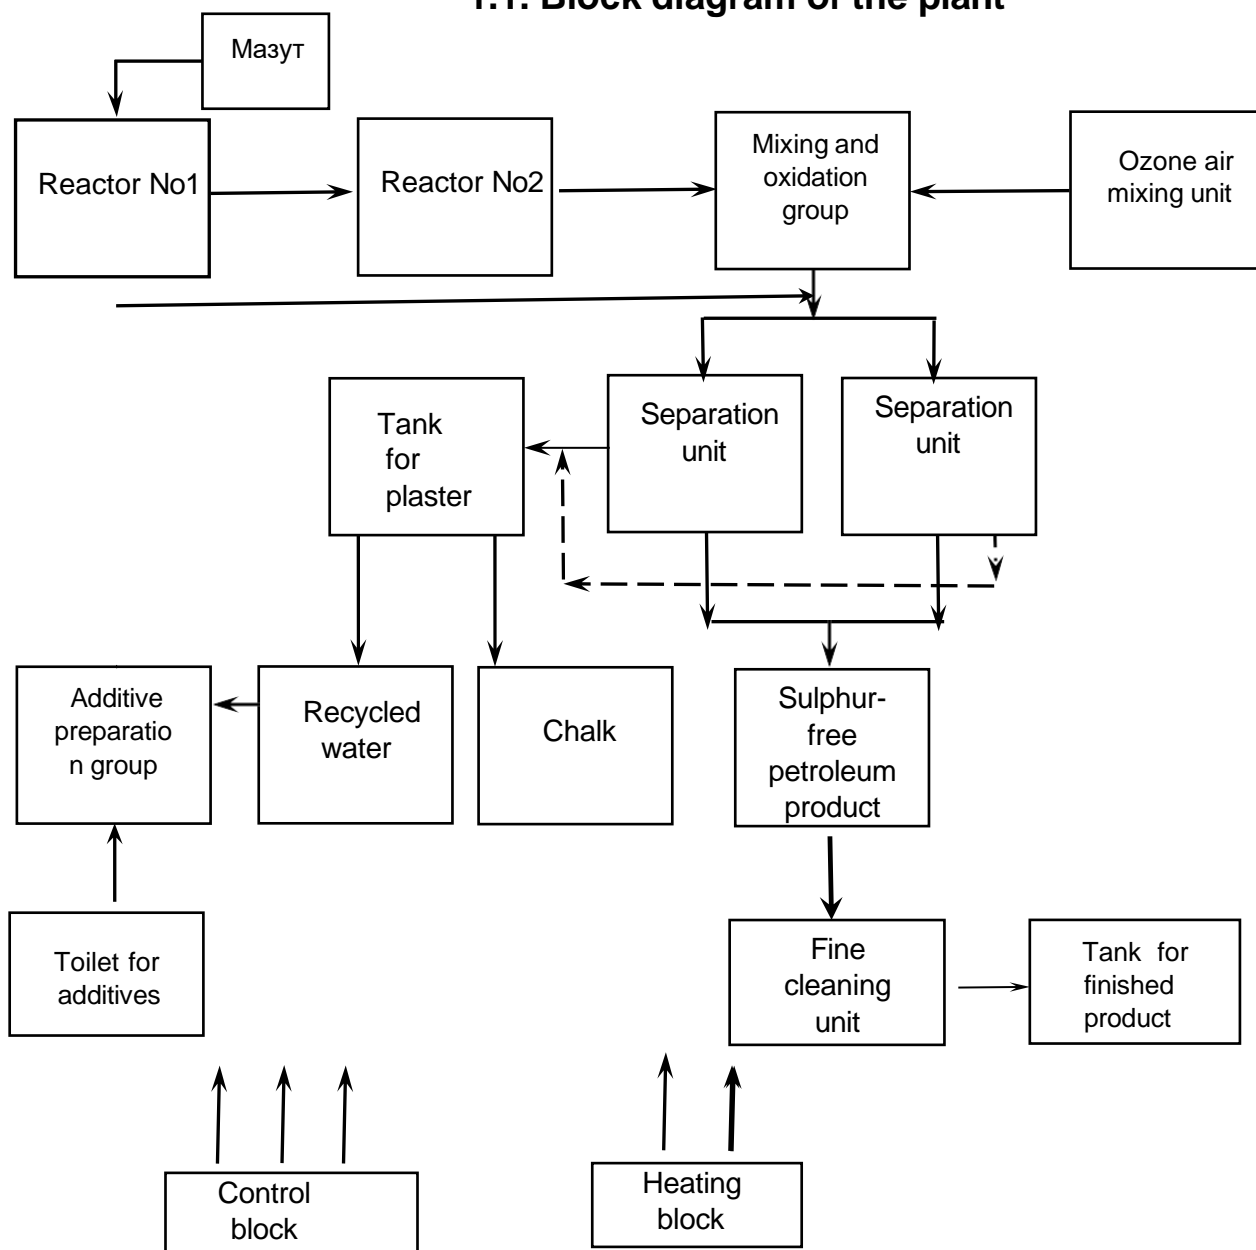 1.1. Block diagram of the plant
Мазут
Reactor No1
Reactor No2
Mixing and
oxidation
group
Ozone air
mixing unit
Tank
for
plaster
Separation
unit
Separation
unit
Additive
preparatio
n group
Recycled
water
Chalk
Sulphur-
free
petroleum
product
Toilet for
additives
Fine
cleaning
unit
Tank for
finished
product
Control
block
Heating
block